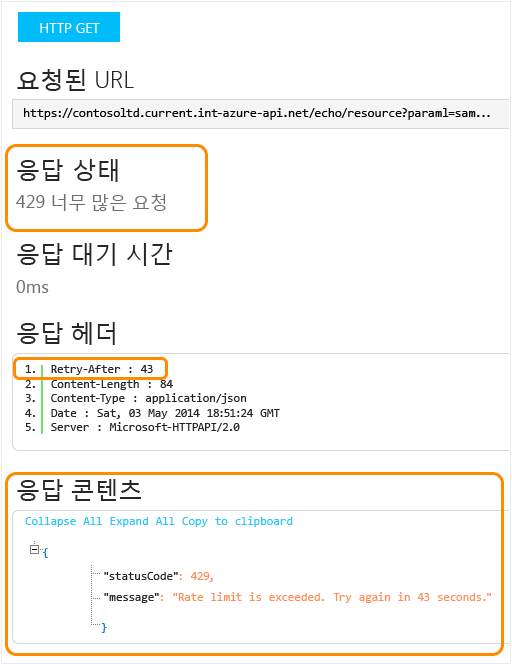 HTTP GET
요청된 URL
https://contosoltd.current.int-azure-api.net/echo/resource?paraml=sam...
응답 상태
429 너무 많은 요청
응답 대기 시간
0ms
응답 헤더
1. Retry-After : 43
2. Content-Length : 84
3. Content-Type : application/json
4. Date : Sat, 03 May 2014 18:51:24 GMT
5. Server : Microsoft-HTTPAPI/2.0
응답 콘텐츠
Collapse All Expand All Copy to clipboard
{
"statusCode": 429,
"message": "Rate limit is exceeded. Try again in 43 seconds."
}